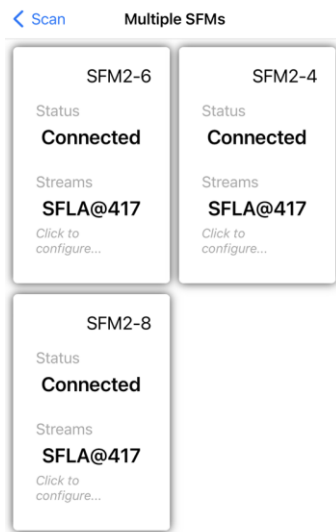 Scan
Multiple SFMs
SFM2-6
Status
Connected
Streams
SFLA@417
Click to
configure...
SFM2-4
Status
Connected
Streams
SFLA@417
Click to
configure...
SFM2-8
Status
Connected
Streams
SFLA@417
Click to
configure...